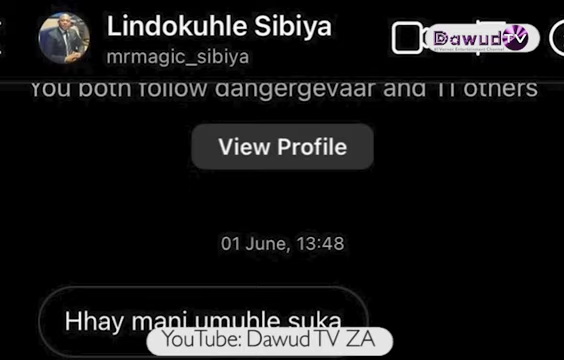 Lindokuhle Sibiya
mrmagic_sibiya
Dawud TV
You both follow dangergevaar and 11 others
View Profile
01 June, 13:48
Hhay mani umuhle suka
YouTube: Dawud TV ZA